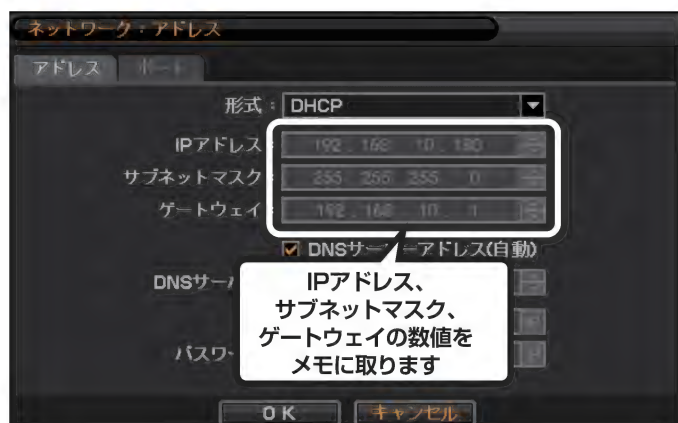 ネットワーク：アドレス
アドレス ポート
形式： DHCP
IPアドレス： 192 . 168 . 10 .
サブネットマスク： 255 . 255 . 255 . 0
ゲートウェイ： 192 . 168 . 10 . 1
DNSサーバーアドレス(自動)
DNSサー
IPアドレス、
サブネットマスク、
ゲートウェイの数値を
メモに取ります
パスワ
OK キャンセル